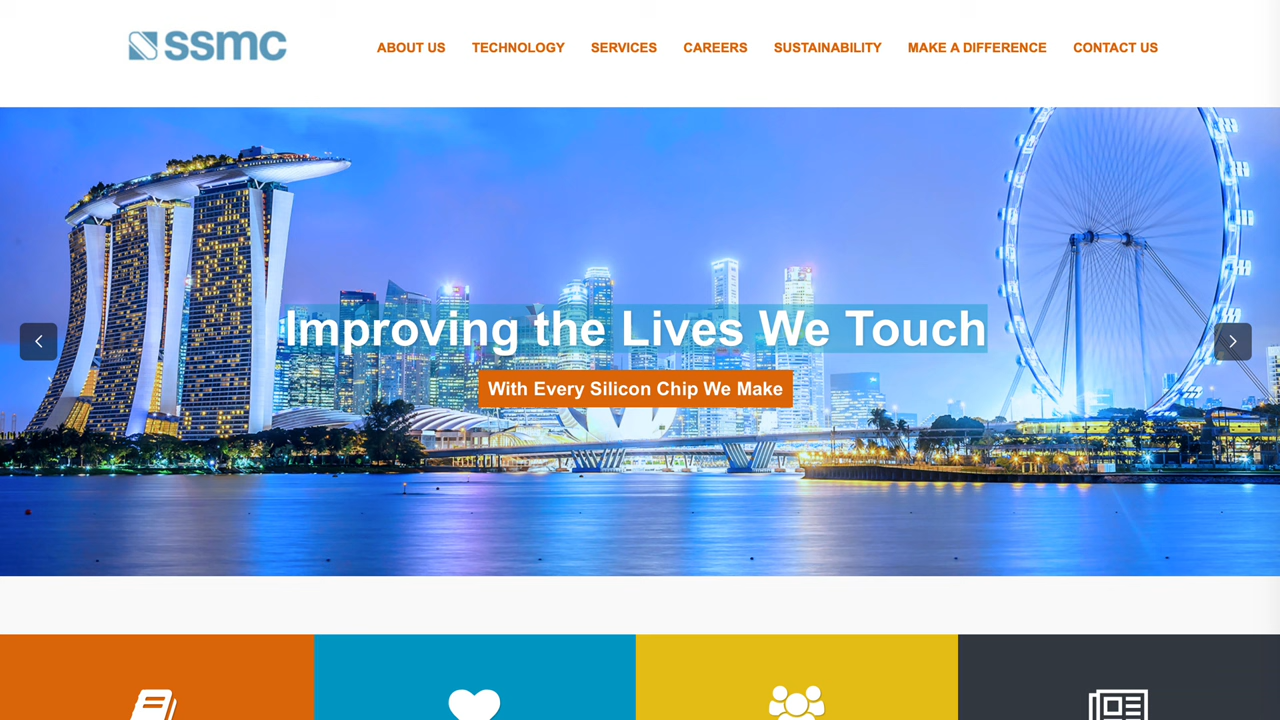 ssmc
ABOUT US
TECHNOLOGY
SERVICES
CAREERS
SUSTAINABILITY
MAKE A DIFFERENCE
CONTACT US
Improving the Lives We Touch
With Every Silicon Chip We Make